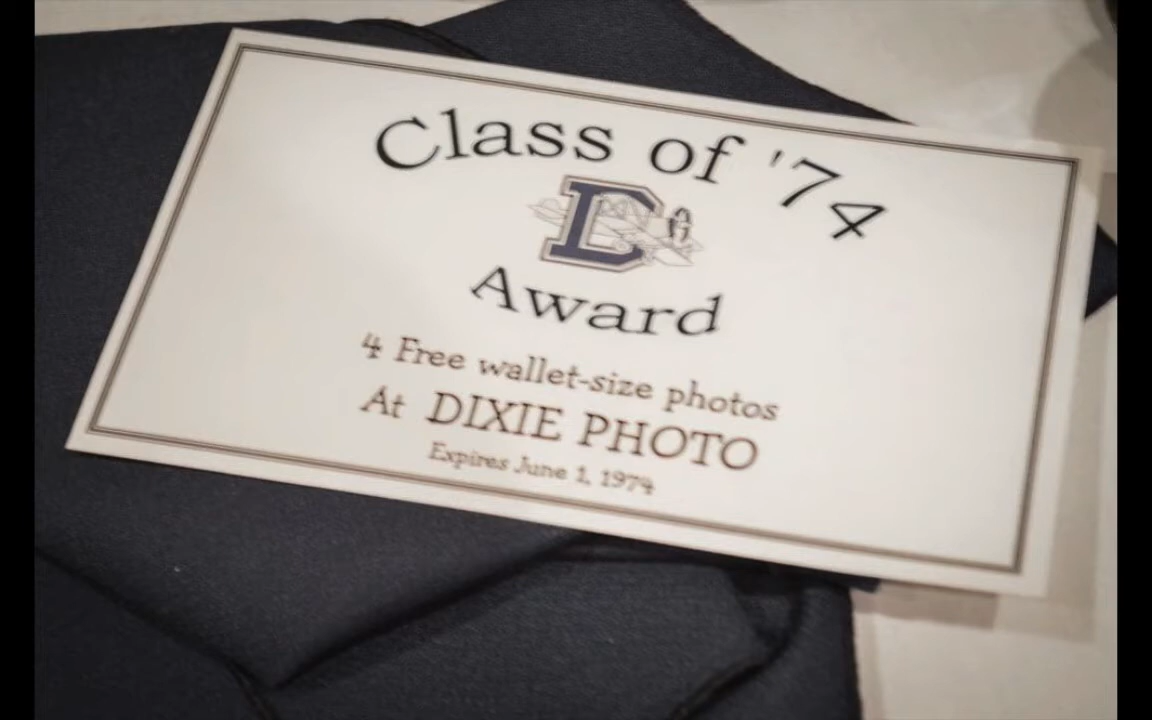 Class of '74
D
Award
4 Free wallet-size photos
At DIXIE PHOTO
Expires June 1, 1974